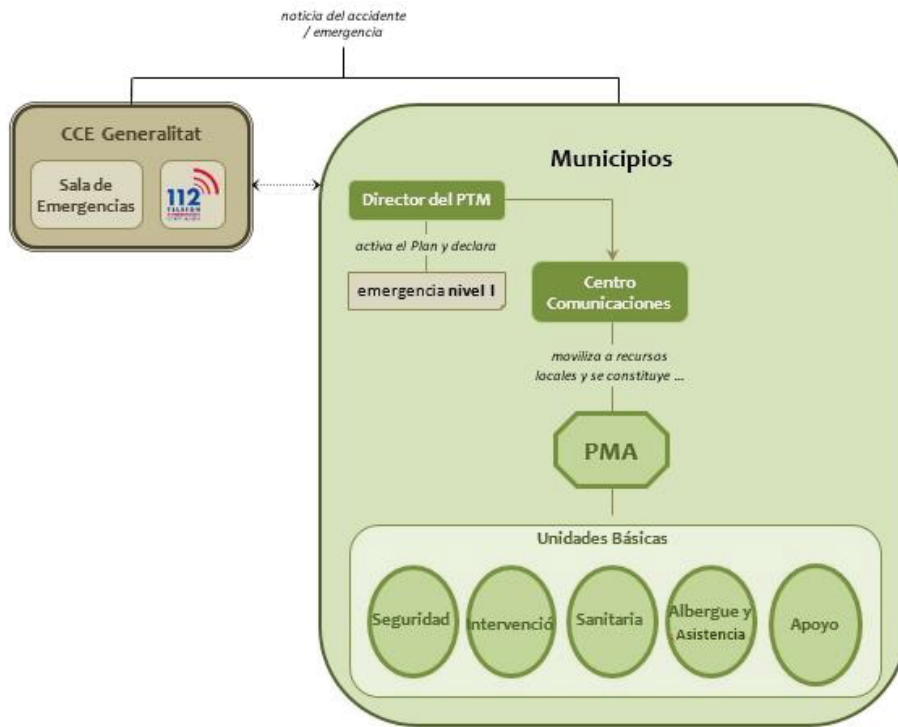 noticia del accidente
/ emergencia
CCE Generalitat
Sala de
Emergencias
112
Municipios
Director del PTM
activa el Plan y declara
emergencia nivel I
Centro
Comunicaciones
moviliza a recursos
locales y se constituye ...
PMA
Unidades Básicas
Seguridad
Intervenció
Sanitaria
Albergue y
Asistencia
Apoyo